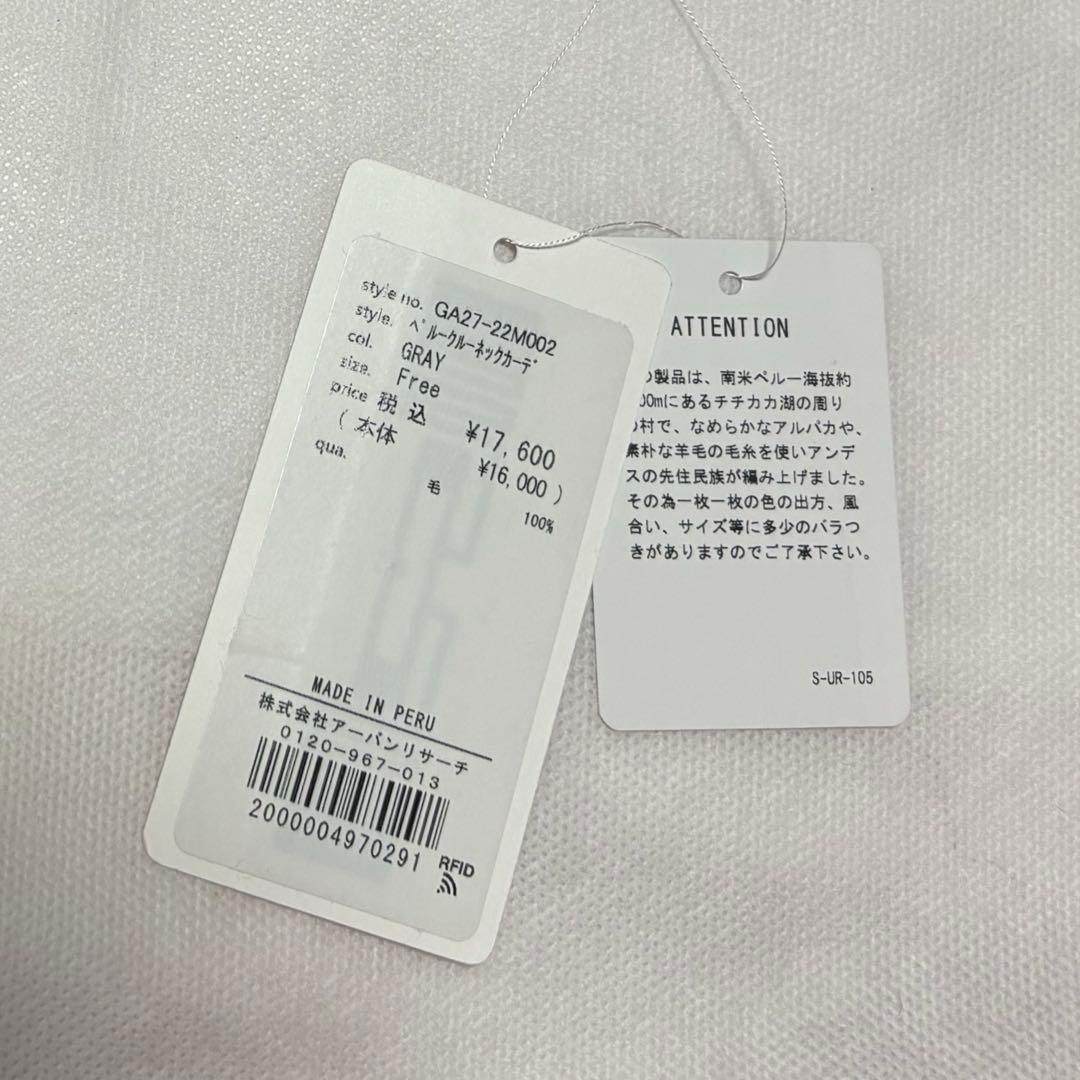 style no. GA27-22M002
style. ﾍﾟﾙｰｸﾙｰﾈｯｸｶｰﾃﾞ
col. GRAY
size. Free
price 税込 ¥17,600
(本体 ¥16,000)
qua.
毛 100%
MADE IN PERU
株式会社アーバンリサーチ
0120-967-013
2000004970291
RFID
ATTENTION
製品は、南米ペルー海抜約
00mにあるチチカカ湖の周り
村で、なめらかなアルパカや、
素朴な羊毛の毛糸を使いアンデ
スの先住民族が編み上げました。
その為一枚一枚の色の出方、風
合い、サイズ等に多少のバラつ
きがありますのでご了承下さい。
S-UR-105